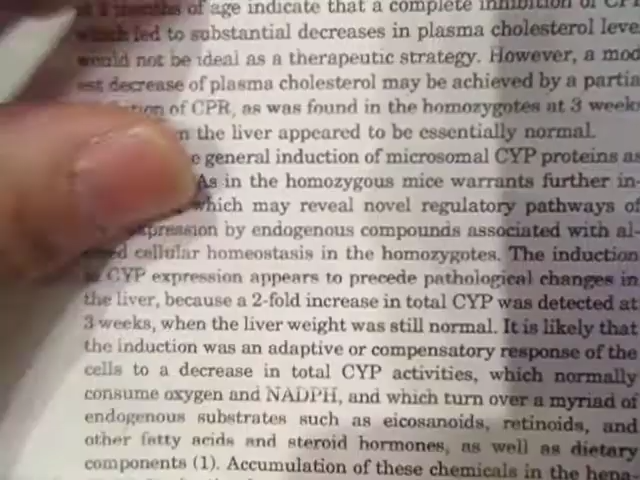 months of age indicate that a complete inhibition of CPR
which led to substantial decreases in plasma cholesterol leve
would not be ideal as a therapeutic strategy. However, a mod
est decrease of plasma cholesterol may be achieved by a partia
of CPR, as was found in the homozygotes at 3 week
the liver appeared to be essentially normal.
general induction of microsomal CYP proteins as
As in the homozygous mice warrants further in-
which may reveal novel regulatory pathways of
pression by endogenous compounds associated with al-
cellular homeostasis in the homozygotes. The induction
CYP expression appears to precede pathological changes in
the liver, because a 2-fold increase in total CYP was detected at
3 weeks, when the liver weight was still normal. It is likely that
the induction was an adaptive or compensatory response of the
cells to a decrease in total CYP activities, which normally
consume oxygen and NADPH, and which turn over a myriad of
endogenous substrates such as eicosanoids, retinoids, and
other fatty acids and steroid hormones, as well as dietary
components (1). Accumulation of these chemicals in the hepa-